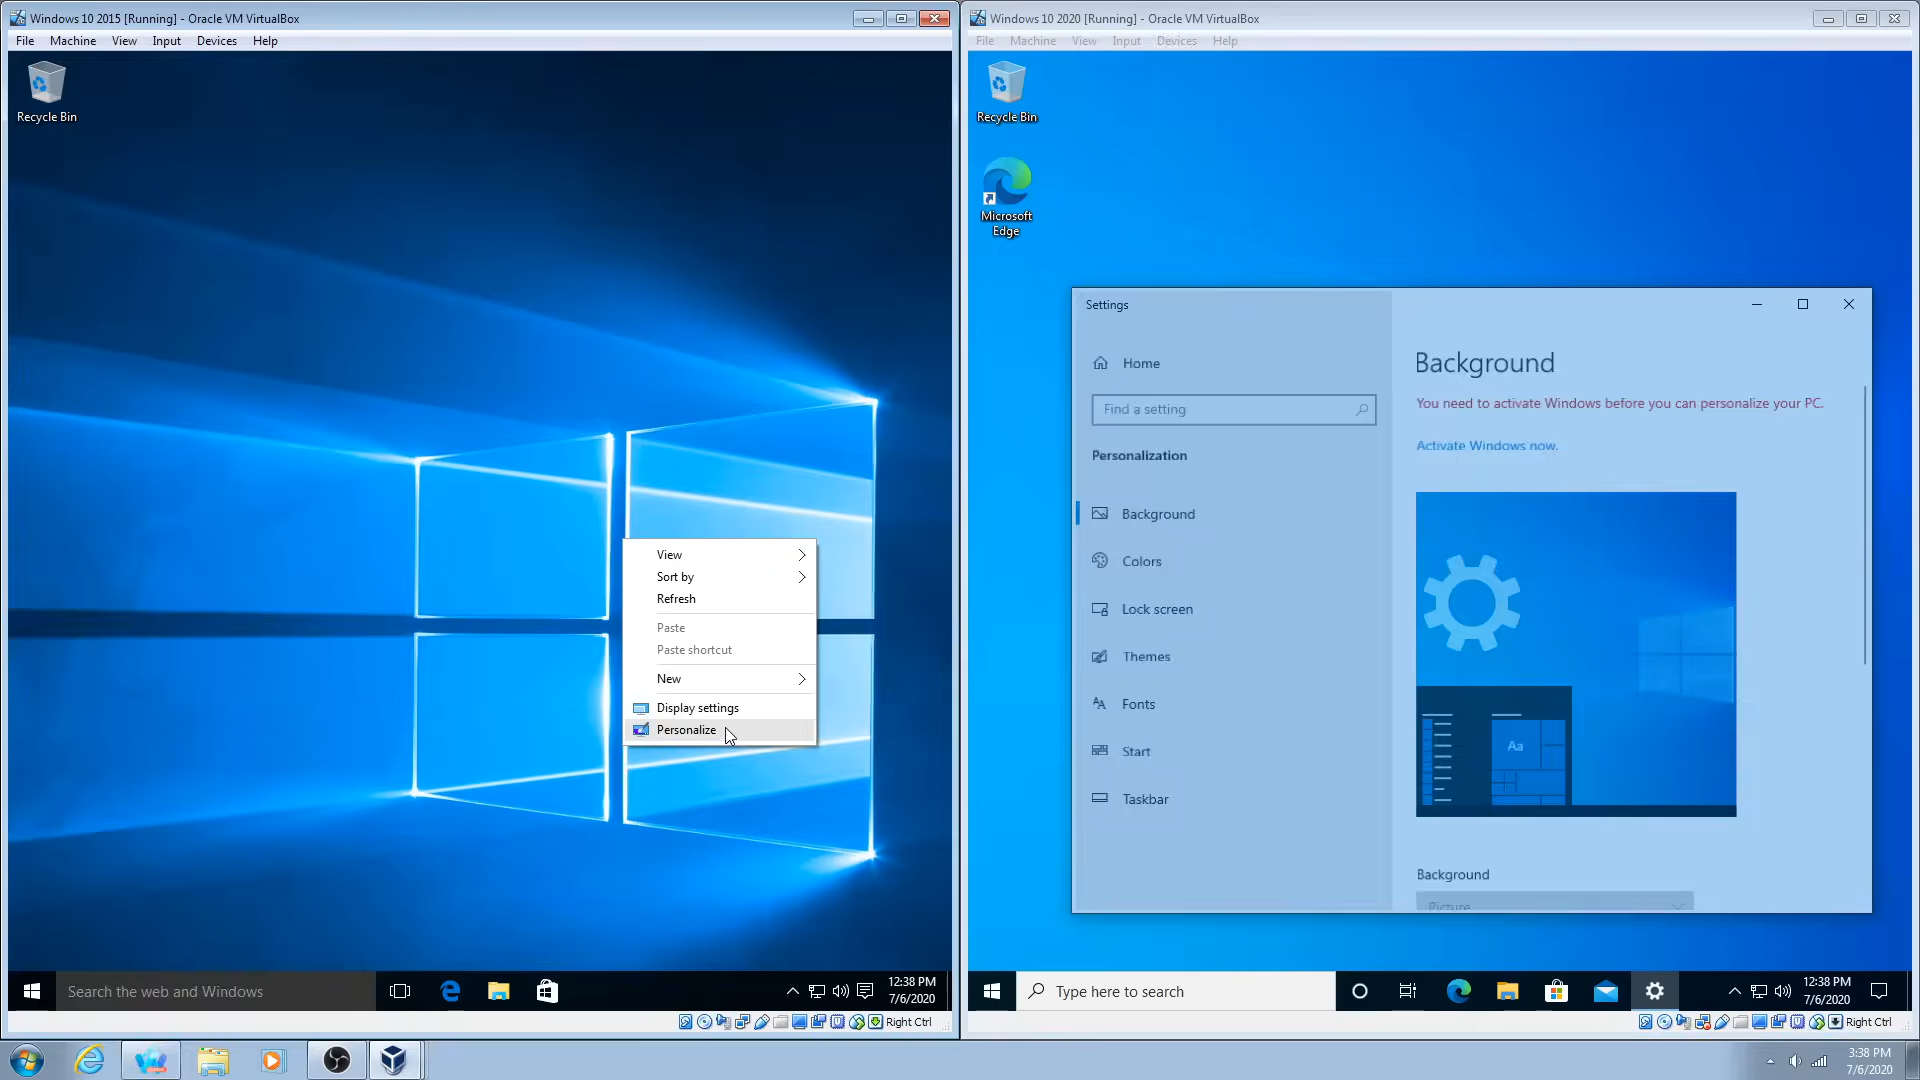 Windows 10 2015 [Running] - Oracle VM VirtualBox
File Machine View Input Devices Help
Recycle Bin
View
Sort by
Refresh
Paste
Paste shortcut
New
Display settings
Personalize
Search the web and Windows
12:38 PM
7/6/2020
Right Ctrl
Windows 10 2020 [Running] - Oracle VM VirtualBox
File Machine View Input Devices Help
Recycle Bin
Microsoft
Edge
Settings
Home
Find a setting
Personalization
Background
Colors
Lock screen
Themes
Fonts
Start
Taskbar
Background
You need to activate Windows before you can personalize your PC.
Activate Windows now.
Aa
Background
Picture
Type here to search
12:38 PM
7/6/2020
Right Ctrl
3:38 PM
7/6/2020